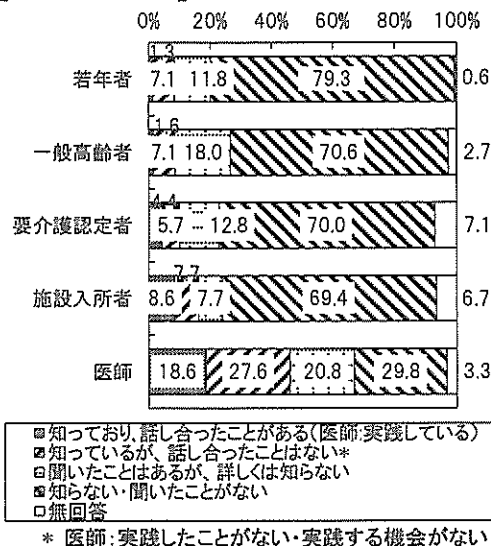 0% 20% 40% 60% 80% 100%
1.3
若年者 7.1 11.8 79.3 0.6
1.6
一般高齢者 7.1 18.0 70.6 2.7
4.4
要介護認定者 5.7 12.8 70.0 7.1
7.7
施設入所者 8.6 7.7 69.4 6.7
医師 18.6 27.6 20.8 29.8 3.3
知っており、話し合ったことがある(医師:実践している)
知っているが、話し合ったことはない*
聞いたことはあるが、詳しくは知らない
知らない・聞いたことがない
無回答
* 医師:実践したことがない・実践する機会がない